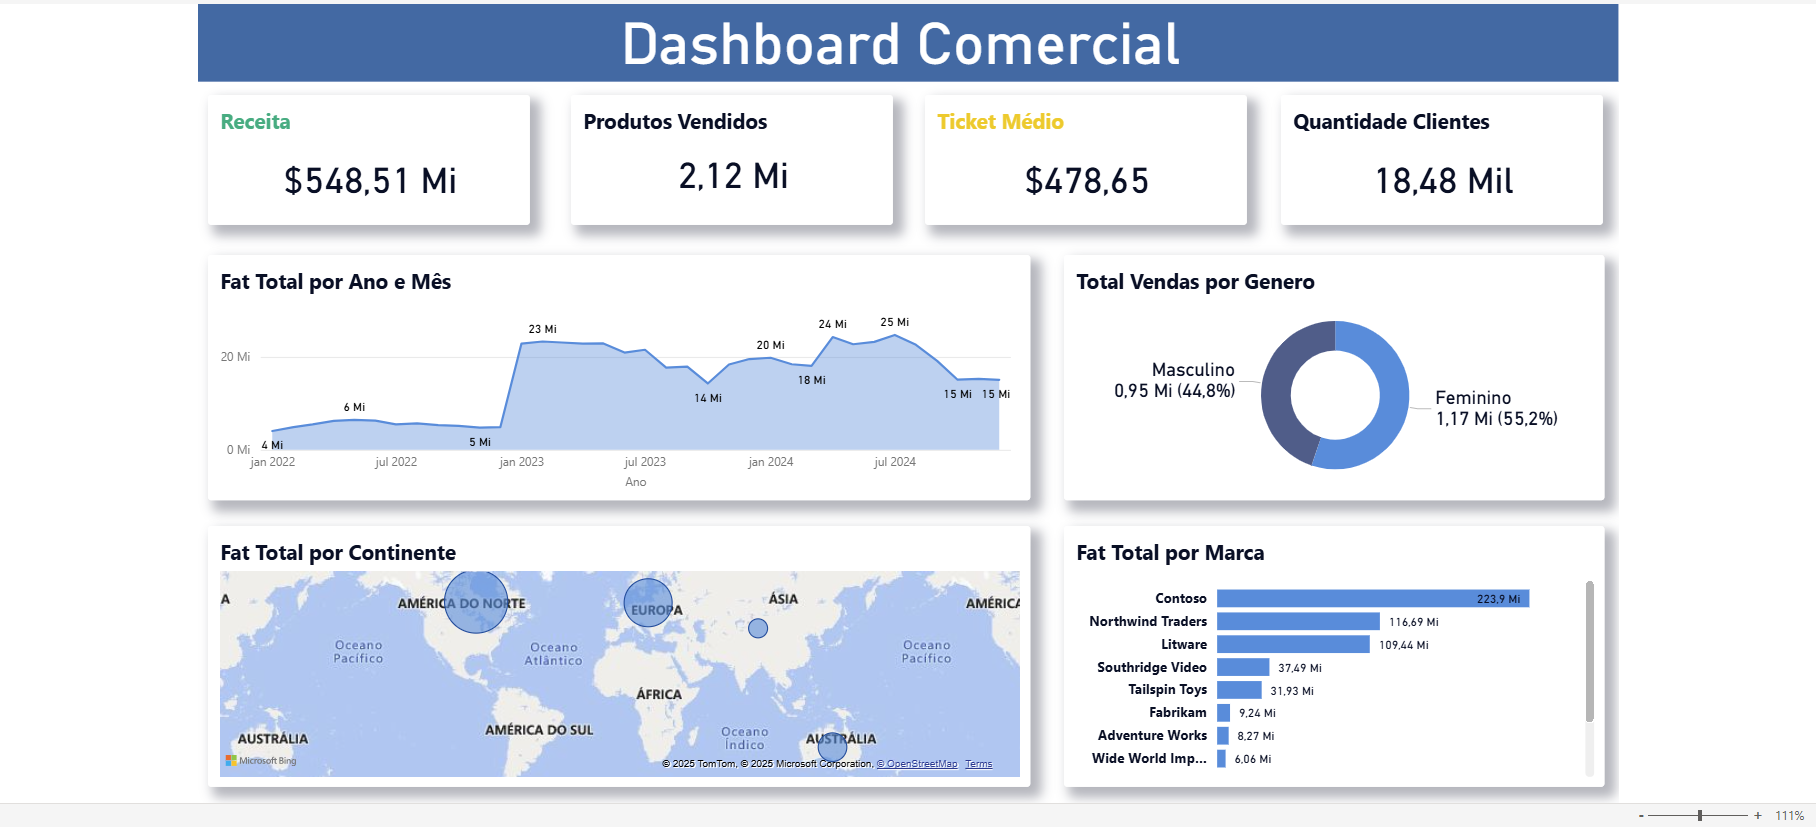 Dashboard Comercial
Receita
$548,51 Mi
Produtos Vendidos
2,12 Mi
Ticket Médio
$478,65
Quantidade Clientes
18,48 Mil
Fat Total por Ano e Mês
20 Mi
0 Mi
4 Mi
6 Mi
5 Mi
23 Mi
14 Mi
20 Mi
18 Mi
24 Mi
25 Mi
15 Mi
15 Mi
jan 2022
jul 2022
jan 2023
jul 2023
jan 2024
jul 2024
Ano
Total Vendas por Genero
Masculino
0,95 Mi (44,8%)
Feminino
1,17 Mi (55,2%)
Fat Total por Continente
A
AMÉRICA DO NORTE
EUROPA
ÁSIA
AMÉRICA
Oceano
Pacífico
Oceano
Atlântico
Oceano
Pacífico
ÁFRICA
AMÉRICA DO SUL
Oceano
Índico
AUSTRÁLIA
AUSTRÁLIA
Microsoft Bing
© 2025 TomTom, © 2025 Microsoft Corporation, © OpenStreetMap Terms
Fat Total por Marca
Contoso 223,9 Mi
Northwind Traders 116,69 Mi
Litware 109,44 Mi
Southridge Video 37,49 Mi
Tailspin Toys 31,93 Mi
Fabrikam 9,24 Mi
Adventure Works 8,27 Mi
Wide World Imp... 6,06 Mi
- + 111%